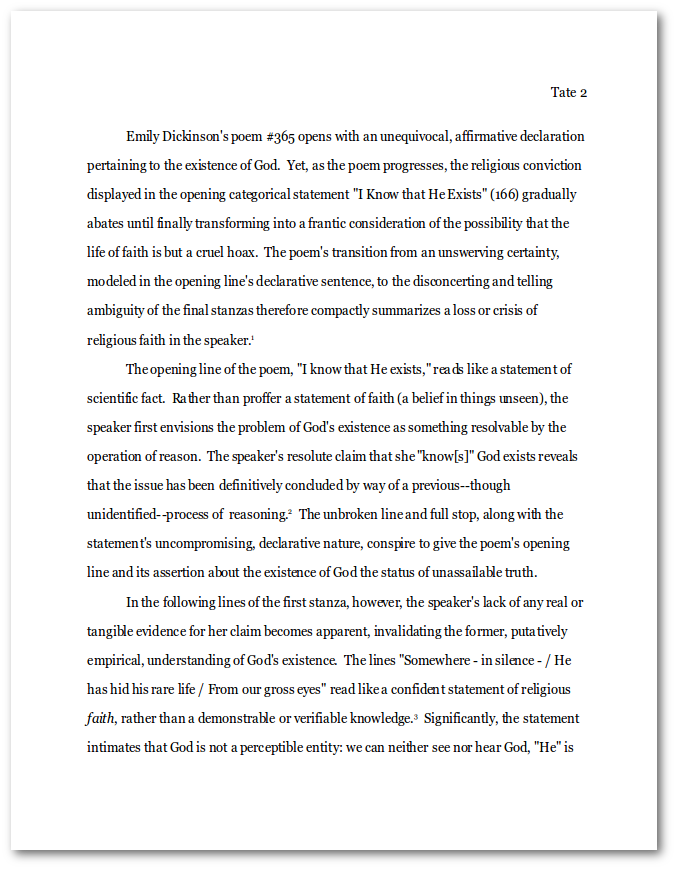 Tate 2
Emily Dickinson's poem #365 opens with an unequivocal, affirmative declaration
pertaining to the existence of God.  Yet, as the poem progresses, the religious conviction
displayed in the opening categorical statement "I Know that He Exists" (166) gradually
abates until finally transforming into a frantic consideration of the possibility that the
life of faith is but a cruel hoax.  The poem's transition from an unswerving certainty,
modeled in the opening line's declarative sentence, to the disconcerting and telling
ambiguity of the final stanzas therefore compactly summarizes a loss or crisis of
religious faith in the speaker.¹
The opening line of the poem, "I know that He exists," reads like a statement of
scientific fact.  Rather than proffer a statement of faith (a belief in things unseen), the
speaker first envisions the problem of God's existence as something resolvable by the
operation of reason.  The speaker's resolute claim that she "know[s]" God exists reveals
that the issue has been definitively concluded by way of a previous--though
unidentified--process of reasoning.²  The unbroken line and full stop, along with the
statement's uncompromising, declarative nature, conspire to give the poem's opening
line and its assertion about the existence of God the status of unassailable truth.
In the following lines of the first stanza, however, the speaker's lack of any real or
tangible evidence for her claim becomes apparent, invalidating the former, putatively
empirical, understanding of God's existence.  The lines "Somewhere - in silence - / He
has hid his rare life / From our gross eyes" read like a confident statement of religious
faith, rather than a demonstrable or verifiable knowledge.³  Significantly, the statement
intimates that God is not a perceptible entity: we can neither see nor hear God, "He" is